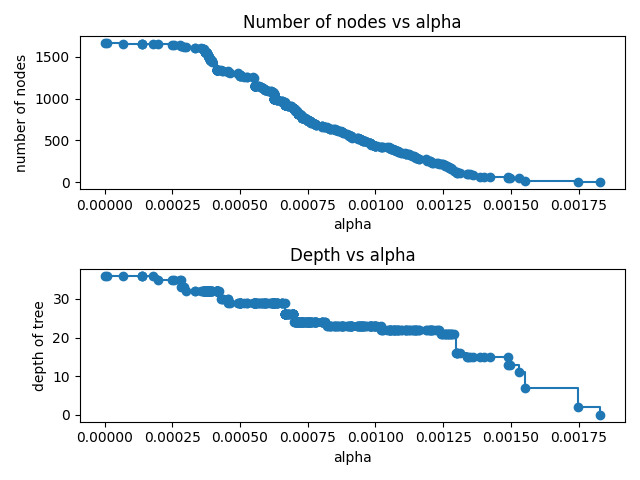 Number of nodes vs alpha
number of nodes
1500
1000
500
0
0.00000 0.00025 0.00050 0.00075 0.00100 0.00125 0.00150 0.00175
alpha
Depth vs alpha
depth of tree
30
20
10
0
0.00000 0.00025 0.00050 0.00075 0.00100 0.00125 0.00150 0.00175
alpha